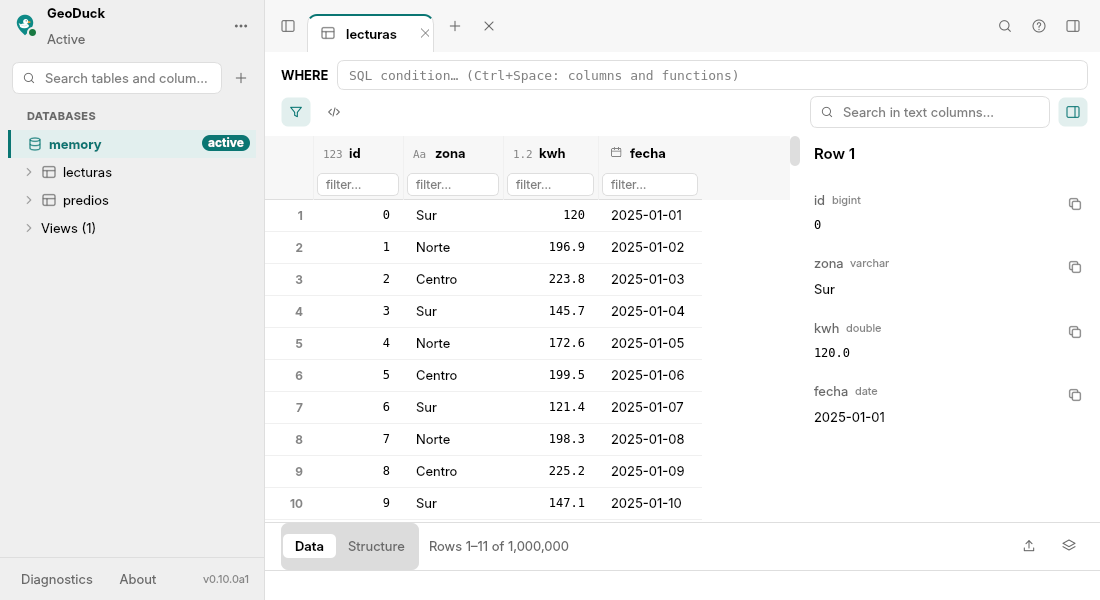 GeoDuck
Active
Search tables and colum...
DATABASES
memory
active
lecturas
predios
Views (1)
Diagnostics
About
v0.10.0a1
lecturas
WHERE
SQL condition… (Ctrl+Space: columns and functions)
</>
Search in text columns...
123 id
Aa zona
1.2 kwh
fecha
filter...
filter...
filter...
filter...
1 0 Sur 120 2025-01-01
2 1 Norte 196.9 2025-01-02
3 2 Centro 223.8 2025-01-03
4 3 Sur 145.7 2025-01-04
5 4 Norte 172.6 2025-01-05
6 5 Centro 199.5 2025-01-06
7 6 Sur 121.4 2025-01-07
8 7 Norte 198.3 2025-01-08
9 8 Centro 225.2 2025-01-09
10 9 Sur 147.1 2025-01-10
Data
Structure
Rows 1–11 of 1,000,000
Row 1
id bigint
0
zona varchar
Sur
kwh double
120.0
fecha date
2025-01-01